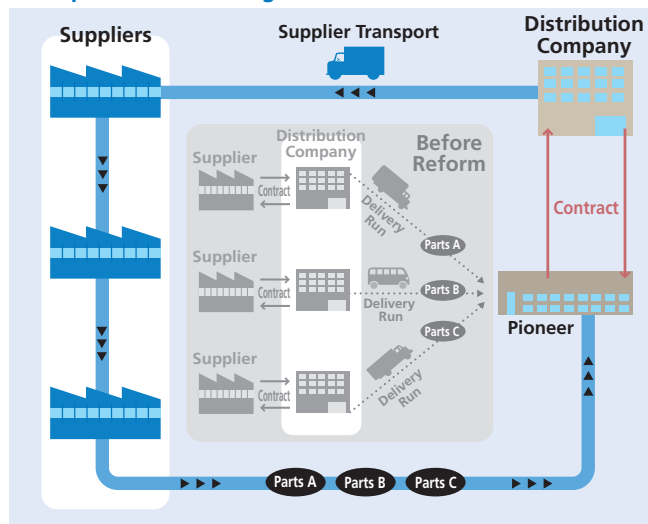 Suppliers
Supplier Transport
Distribution
Company
Before
Reform
Distribution
Company
Supplier
Contract
Delivery
Run
Parts A
Contract
Supplier
Contract
Delivery
Run
Parts B
Pioneer
Supplier
Contract
Delivery
Run
Parts C
Parts A
Parts B
Parts C